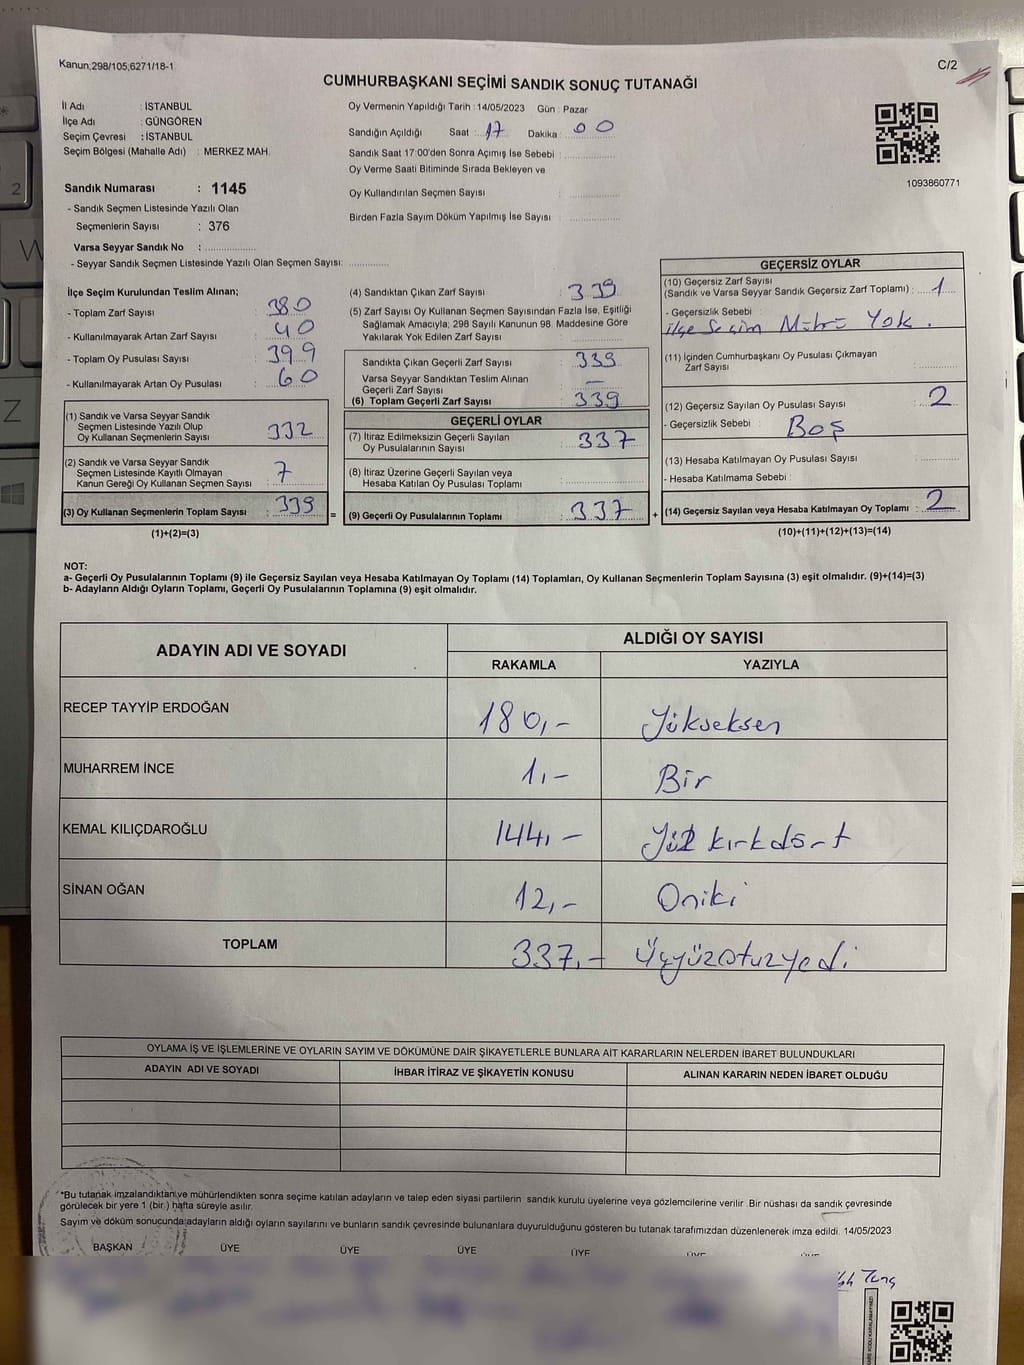 Kanun;298/105;6271/18-1
C/2
CUMHURBAŞKANI SEÇİMİ SANDIK SONUÇ TUTANAĞI
İl Adı : İSTANBUL
İlçe Adı : GÜNGÖREN
Seçim Çevresi : İSTANBUL
Seçim Bölgesi (Mahalle Adı) : MERKEZ MAH.
Sandık Numarası : 1145
- Sandık Seçmen Listesinde Yazılı Olan
Seçmenlerin Sayısı : 376
Varsa Seyyar Sandık No :
- Seyyar Sandık Seçmen Listesinde Yazılı Olan Seçmen Sayısı:
Oy Vermenin Yapıldığı Tarih : 14/05/2023 Gün : Pazar
Sandığın Açıldığı Saat : 17 Dakika : 00
Sandık Saat 17:00'den Sonra Açımış İse Sebebi :
Oy Verme Saati Bitiminde Sırada Bekleyen ve
Oy Kullandırılan Seçmen Sayısı :
Birden Fazla Sayım Döküm Yapılmış İse Sayısı :
1093860771
İlçe Seçim Kurulundan Teslim Alınan;
- Toplam Zarf Sayısı : 380
- Kullanılmayarak Artan Zarf Sayısı : 40
- Toplam Oy Pusulası Sayısı : 399
- Kullanılmayarak Artan Oy Pusulası : 60
(1) Sandık ve Varsa Seyyar Sandık
Seçmen Listesinde Yazılı Olup
Oy Kullanan Seçmenlerin Sayısı : 332
(2) Sandık ve Varsa Seyyar Sandık
Seçmen Listesinde Kayıtlı Olmayan
Kanun Gereği Oy Kullanan Seçmen Sayısı : 7
(3) Oy Kullanan Seçmenlerin Toplam Sayısı : 339
(1)+(2)=(3)
=
(4) Sandıktan Çıkan Zarf Sayısı : 339
(5) Zarf Sayısı Oy Kullanan Seçmen Sayısından Fazla İse, Eşitliği
Sağlamak Amacıyla; 298 Sayılı Kanunun 98. Maddesine Göre
Yakılarak Yok Edilen Zarf Sayısı :
Sandıkta Çıkan Geçerli Zarf Sayısı : 339
Varsa Seyyar Sandıktan Teslim Alınan
Geçerli Zarf Sayısı : —
(6) Toplam Geçerli Zarf Sayısı : 339
GEÇERLİ OYLAR
(7) İtiraz Edilmeksizin Geçerli Sayılan
Oy Pusulalarının Sayısı : 337
(8) İtiraz Üzerine Geçerli Sayılan veya
Hesaba Katılan Oy Pusulası Toplamı :
(9) Geçerli Oy Pusulalarının Toplamı : 337
+
GEÇERSİZ OYLAR
(10) Geçersiz Zarf Sayısı
(Sandık ve Varsa Seyyar Sandık Geçersiz Zarf Toplamı) : 1
- Geçersizlik Sebebi :
ilçe Seçim Mührü Yok.
(11) İçinden Cumhurbaşkanı Oy Pusulası Çıkmayan
Zarf Sayısı :
(12) Geçersiz Sayılan Oy Pusulası Sayısı : 2
- Geçersizlik Sebebi : Boş
(13) Hesaba Katılmayan Oy Pusulası Sayısı :
- Hesaba Katılmama Sebebi :
(14) Geçersiz Sayılan veya Hesaba Katılmayan Oy Toplamı : 2
(10)+(11)+(12)+(13)=(14)
NOT:
a- Geçerli Oy Pusulalarının Toplamı (9) ile Geçersiz Sayılan veya Hesaba Katılmayan Oy Toplamı (14) Toplamları, Oy Kullanan Seçmenlerin Toplam Sayısına (3) eşit olmalıdır. (9)+(14)=(3)
b- Adayların Aldığı Oyların Toplamı, Geçerli Oy Pusulalarının Toplamına (9) eşit olmalıdır.
ADAYIN ADI VE SOYADI
ALDIĞI OY SAYISI
RAKAMLA YAZIYLA
RECEP TAYYİP ERDOĞAN 180,- Yükseksen
MUHARREM İNCE 1,- Bir
KEMAL KILIÇDAROĞLU 144,- Yüz kırkdört
SİNAN OĞAN 12,- Oniki
TOPLAM 337,- Üçyüzotuzyedi
OYLAMA İŞ VE İŞLEMLERİNE VE OYLARIN SAYIM VE DÖKÜMÜNE DAİR ŞİKAYETLERLE BUNLARA AİT KARARLARIN NELERDEN İBARET BULUNDUKLARI
ADAYIN ADI VE SOYADI İHBAR İTİRAZ VE ŞİKAYETİN KONUSU ALINAN KARARIN NEDEN İBARET OLDUĞU
*Bu tutanak imzalandıktan ve mühürlendikten sonra seçime katılan adayların ve talep eden siyasi partilerin sandık kurulu üyelerine veya gözlemcilerine verilir. Bir nüshası da sandık çevresinde
görülecek bir yere 1 (bir) hafta süreyle asılır.
Sayım ve döküm sonucunda adayların aldığı oyların sayılarını ve bunların sandık çevresinde bulunanlara duyurulduğunu gösteren bu tutanak tarafımızdan düzenlenerek imza edildi. 14/05/2023
BAŞKAN ÜYE ÜYE ÜYE ÜYE